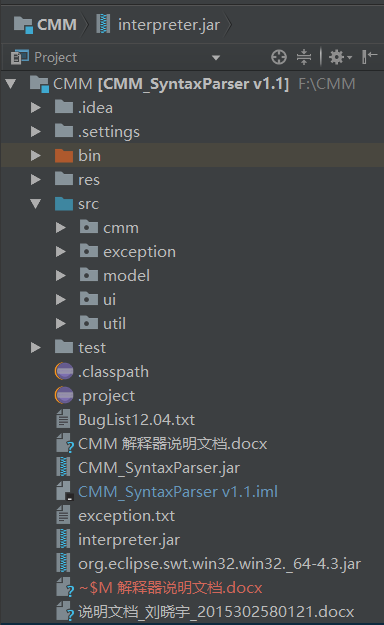 CMM interpreter.jar
Project
CMM [CMM_SyntaxParser v1.1] F:\CMM
.idea
.settings
bin
res
src
cmm
exception
model
ui
util
test
.classpath
.project
BugList12.04.txt
CMM 解释器说明文档.docx
CMM_SyntaxParser.jar
CMM_SyntaxParser v1.1.iml
exception.txt
interpreter.jar
org.eclipse.swt.win32.win32._64-4.3.jar
~$M 解释器说明文档.docx
说明文档_刘晓宇_2015302580121.docx